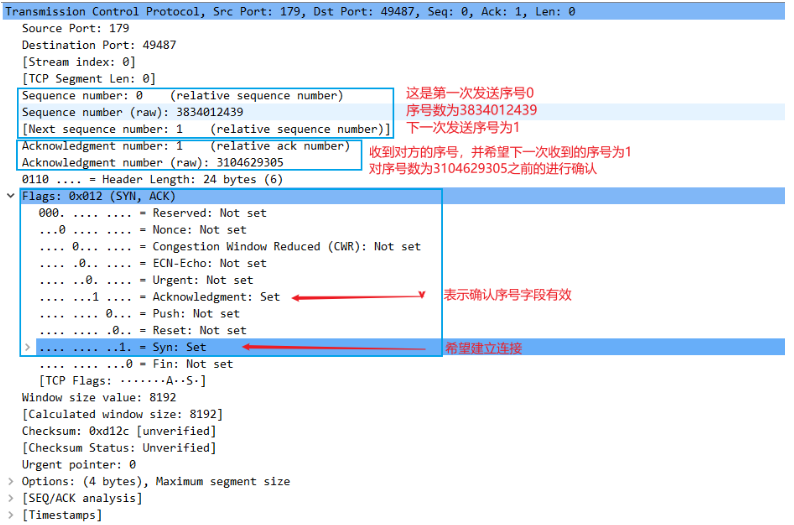 Transmission Control Protocol, Src Port: 179, Dst Port: 49487, Seq: 0, Ack: 1, Len: 0
Source Port: 179
Destination Port: 49487
[Stream index: 0]
[TCP Segment Len: 0]
Sequence number: 0    (relative sequence number)
这是第一次发送序号0
Sequence number (raw): 3834012439
序号数为3834012439
[Next sequence number: 1    (relative sequence number)]
下一次发送序号为1
Acknowledgment number: 1    (relative ack number)
收到对方的序号，并希望下一次收到的序号为1
Acknowledgment number (raw): 3104629305
对序号数为3104629305之前的进行确认
0110 .... = Header Length: 24 bytes (6)
Flags: 0x012 (SYN, ACK)
000. .... .... = Reserved: Not set
...0 .... .... = Nonce: Not set
.... 0... .... = Congestion Window Reduced (CWR): Not set
.... .0.. .... = ECN-Echo: Not set
.... ..0. .... = Urgent: Not set
.... ...1 .... = Acknowledgment: Set
表示确认序号字段有效
.... .... 0... = Push: Not set
.... .... .0.. = Reset: Not set
.... .... ..1. = Syn: Set
希望建立连接
.... .... ...0 = Fin: Not set
[TCP Flags: ·······A··S·]
Window size value: 8192
[Calculated window size: 8192]
Checksum: 0xd12c [unverified]
[Checksum Status: Unverified]
Urgent pointer: 0
Options: (4 bytes), Maximum segment size
[SEQ/ACK analysis]
[Timestamps]